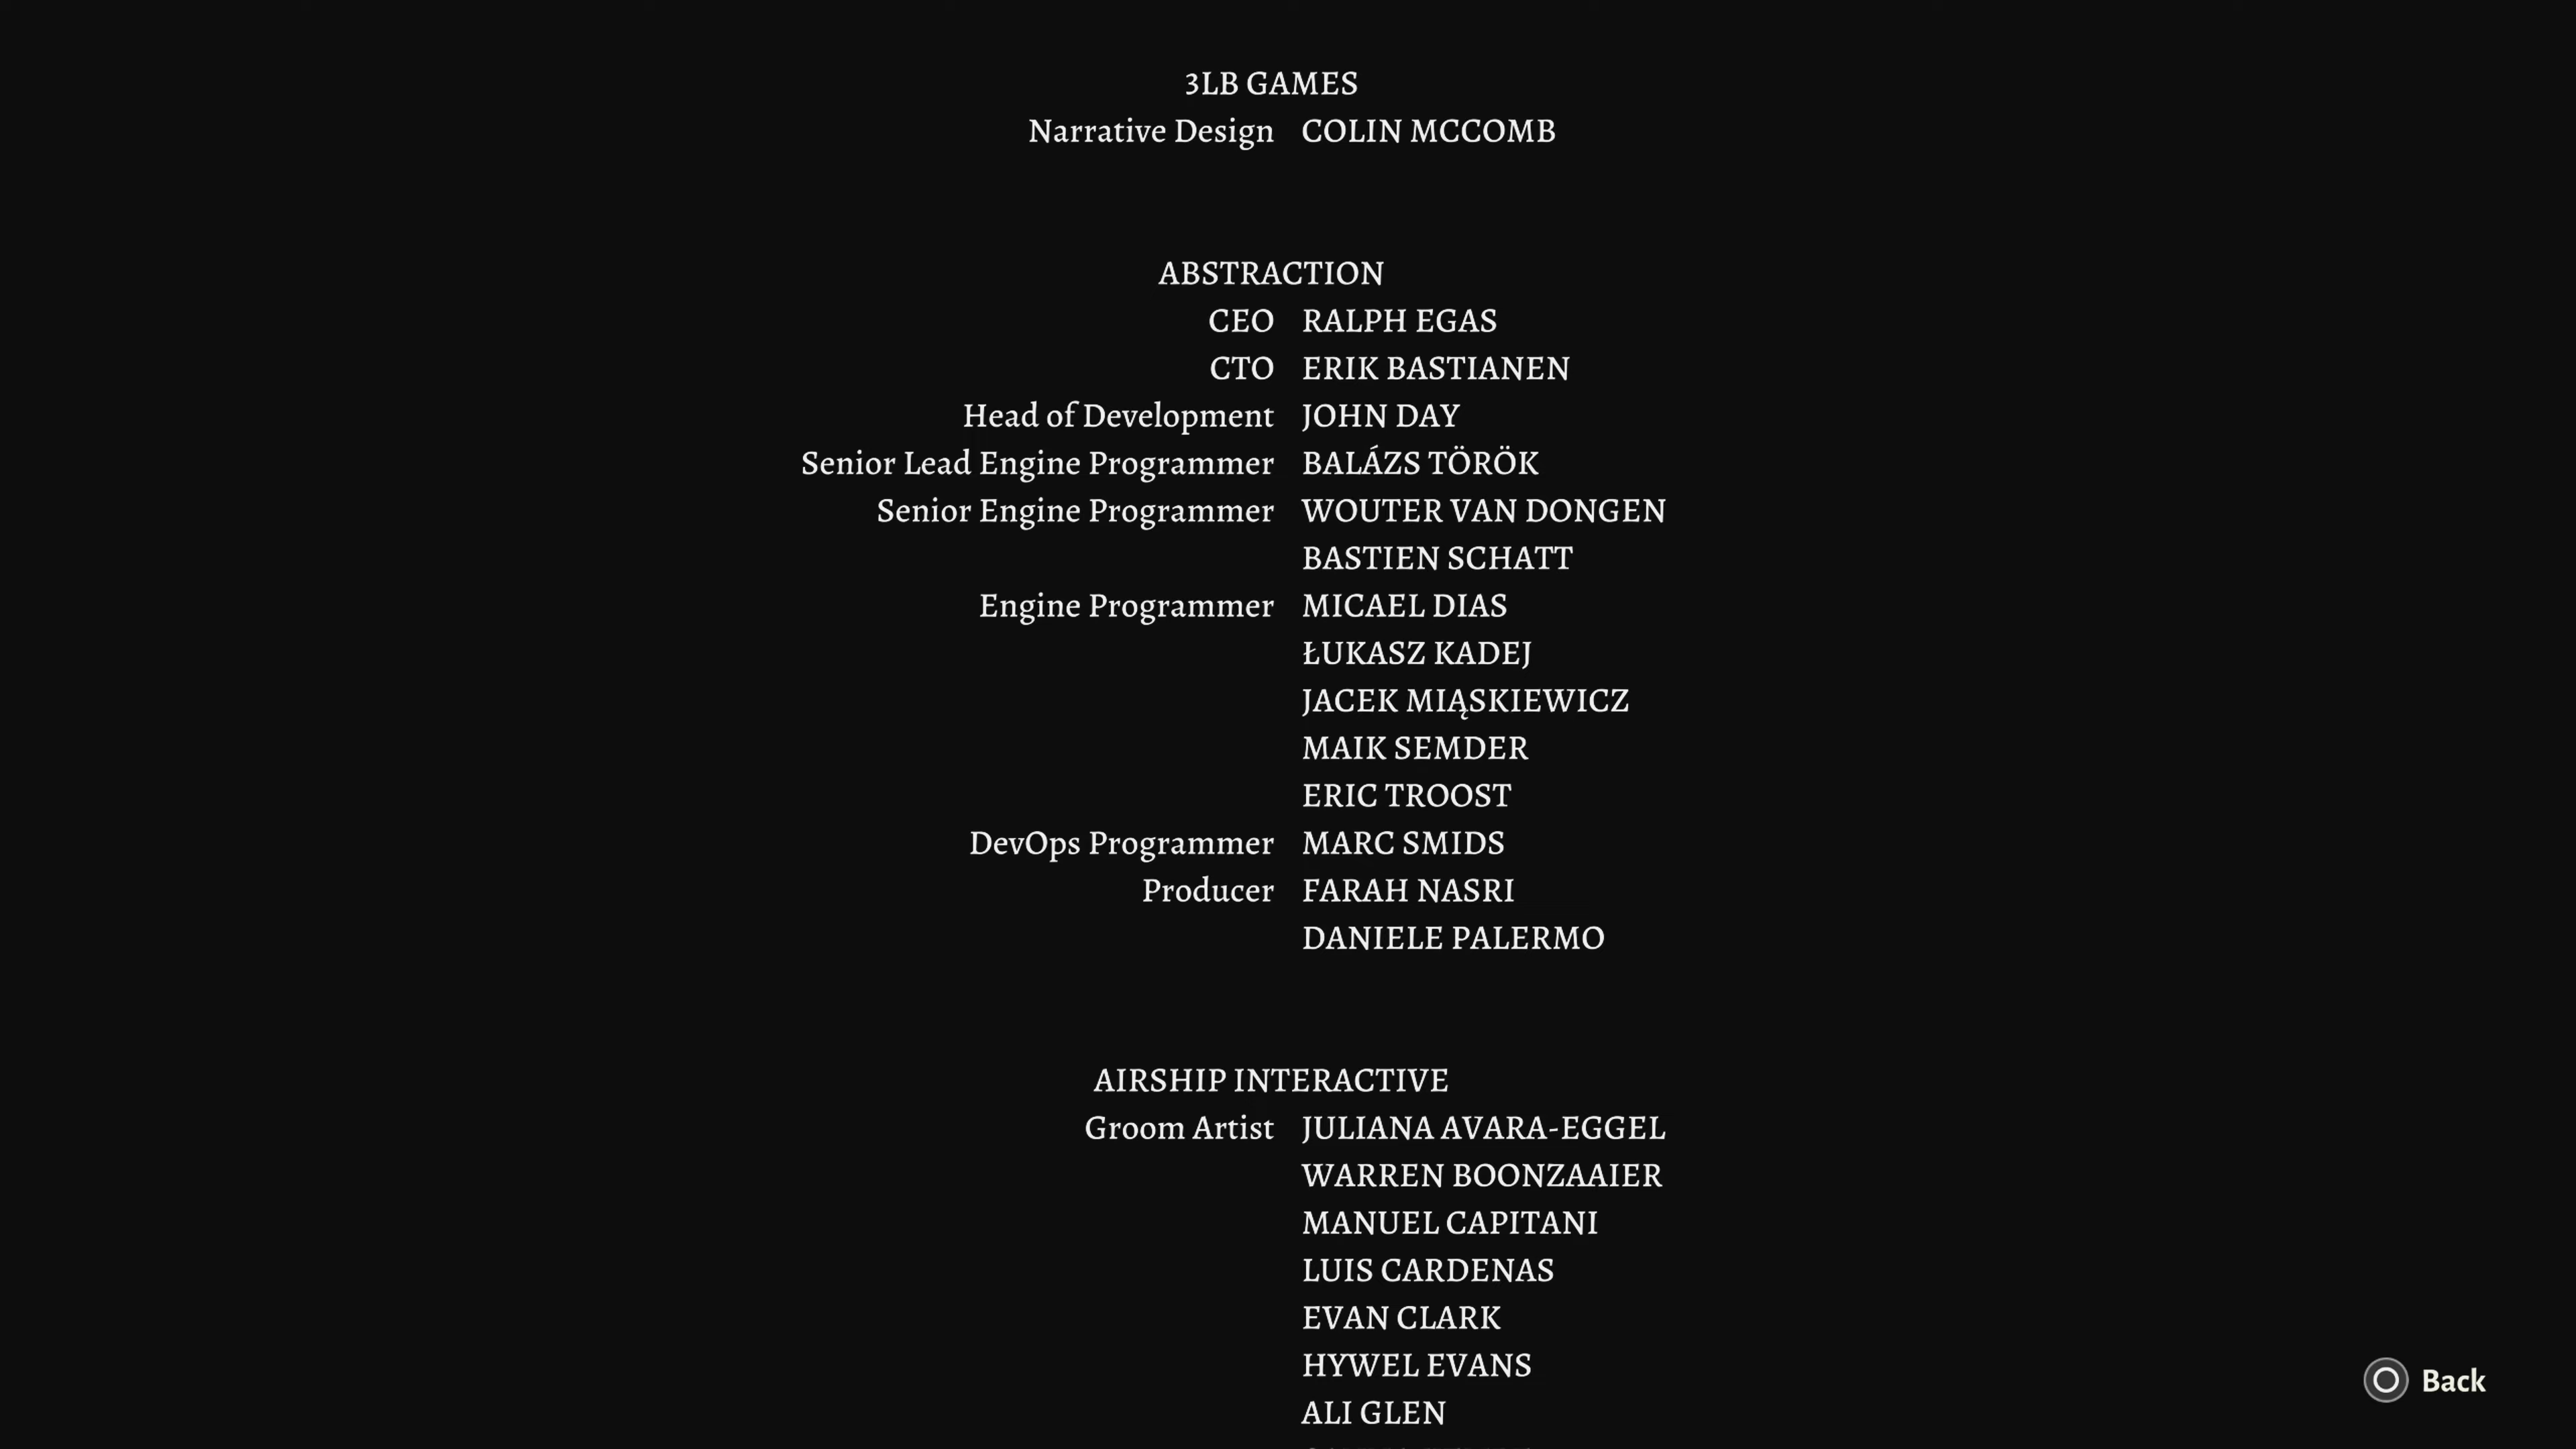 3LB GAMES
Narrative Design COLIN MCCOMB
ABSTRACTION
CEO RALPH EGAS
CTO ERIK BASTIANEN
Head of Development JOHN DAY
Senior Lead Engine Programmer BALÁZS TÖRÖK
Senior Engine Programmer WOUTER VAN DONGEN
BASTIEN SCHATT
Engine Programmer MICAEL DIAS
ŁUKASZ KADEJ
JACEK MIĄSKIEWICZ
MAIK SEMDER
ERIC TROOST
DevOps Programmer MARC SMIDS
Producer FARAH NASRI
DANIELE PALERMO
AIRSHIP INTERACTIVE
Groom Artist JULIANA AVARA-EGGEL
WARREN BOONZAAIER
MANUEL CAPITANI
LUIS CARDENAS
EVAN CLARK
HYWEL EVANS
Back
ALI GLEN